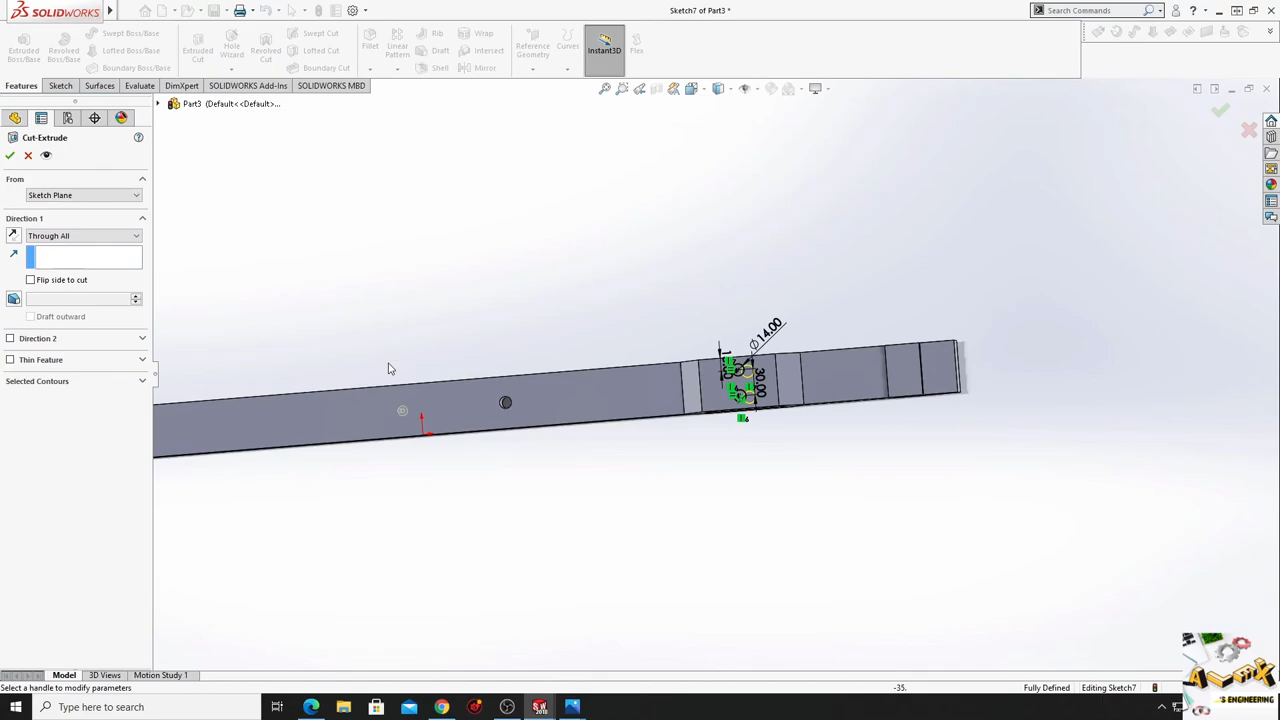 SOLIDWORKS
Sketch7 of Part3 *
Search Commands
Extruded Boss/Base
Revolved Boss/Base
Swept Boss/Base
Lofted Boss/Base
Boundary Boss/Base
Extruded Cut
Hole Wizard
Revolved Cut
Swept Cut
Lofted Cut
Boundary Cut
Fillet
Linear Pattern
Rib
Draft
Shell
Wrap
Intersect
Mirror
Reference Geometry
Curves
Instant3D
Flex
Features
Sketch
Surfaces
Evaluate
DimXpert
SOLIDWORKS Add-Ins
SOLIDWORKS MBD
Part3 (Default<<Default>...
Cut-Extrude
From
Sketch Plane
Direction 1
Through All
Flip side to cut
Draft outward
Direction 2
Thin Feature
Selected Contours
Ø14.00
30.00
Model
3D Views
Motion Study 1
Select a handle to modify parameters
-35.
Fully Defined
Editing Sketch7
Type here to search
SW
2018
'S ENGINEERING